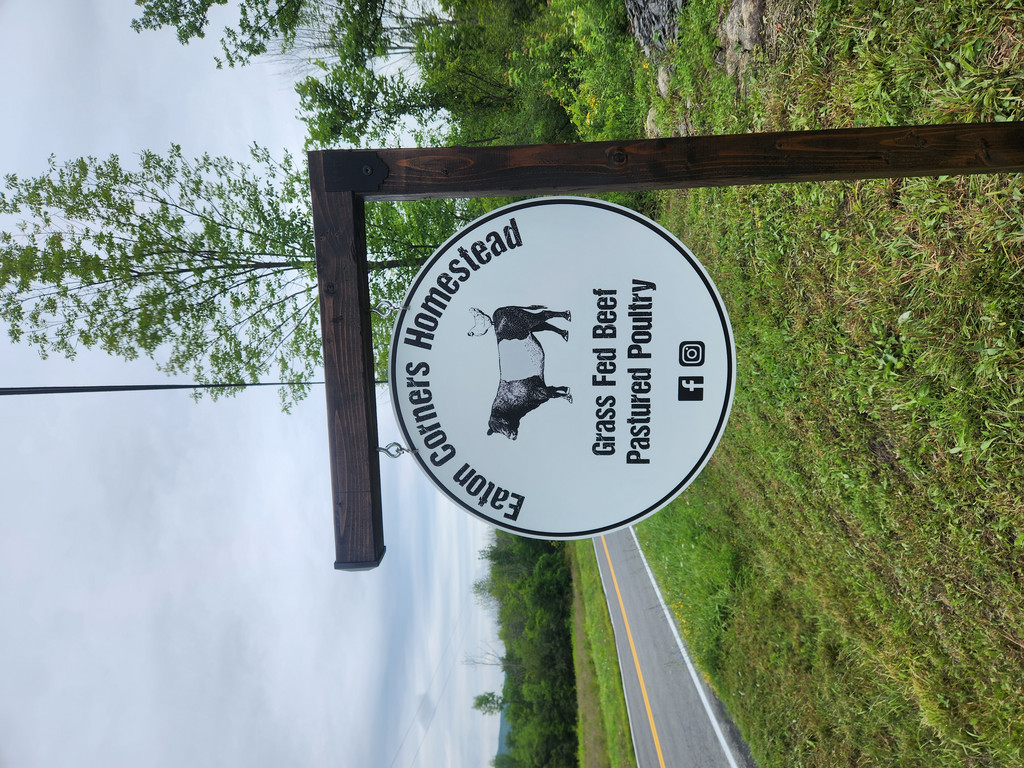 Eaton Corners Homestead
Grass Fed Beef
Pastured Poultry